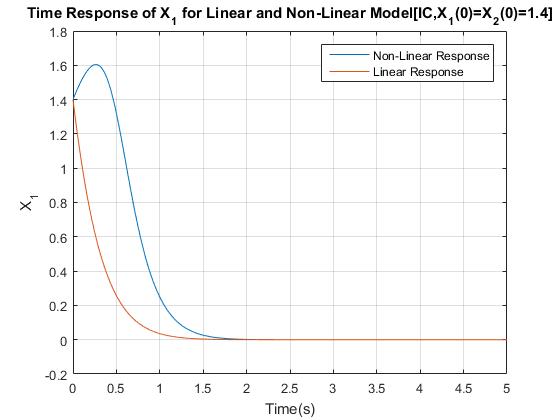 Time Response of X1 for Linear and Non-Linear Model[IC,X1(0)=X2(0)=1.4]
1.8
1.6
1.4
1.2
1
0.8
0.6
0.4
0.2
0
-0.2
X1
Non-Linear Response
Linear Response
0 0.5 1 1.5 2 2.5 3 3.5 4 4.5 5
Time(s)